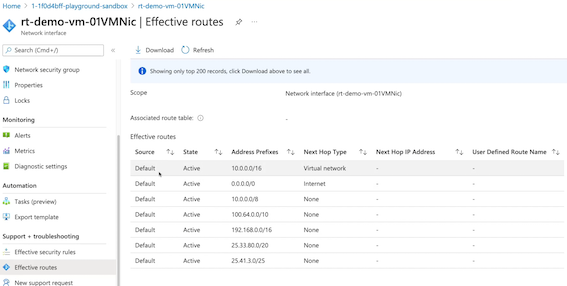 Home > 1-1f0d4bff-playground-sandbox > rt-demo-vm-01VMNic
rt-demo-vm-01VMNic | Effective routes
Network interface
Search (Cmd+/)
Download Refresh
Network security group
Properties
Locks
Monitoring
Alerts
Metrics
Diagnostic settings
Automation
Tasks (preview)
Export template
Support + troubleshooting
Effective security rules
Effective routes
New support request
Showing only top 200 records, click Download above to see all.
Scope Network interface (rt-demo-vm-01VMNic)
Associated route table: -
Effective routes
Source State Address Prefixes Next Hop Type Next Hop IP Address User Defined Route Name
Default Active 10.0.0.0/16 Virtual network - -
Default Active 0.0.0.0/0 Internet - -
Default Active 10.0.0.0/8 None - -
Default Active 100.64.0.0/10 None - -
Default Active 192.168.0.0/16 None - -
Default Active 25.33.80.0/20 None - -
Default Active 25.41.3.0/25 None - -